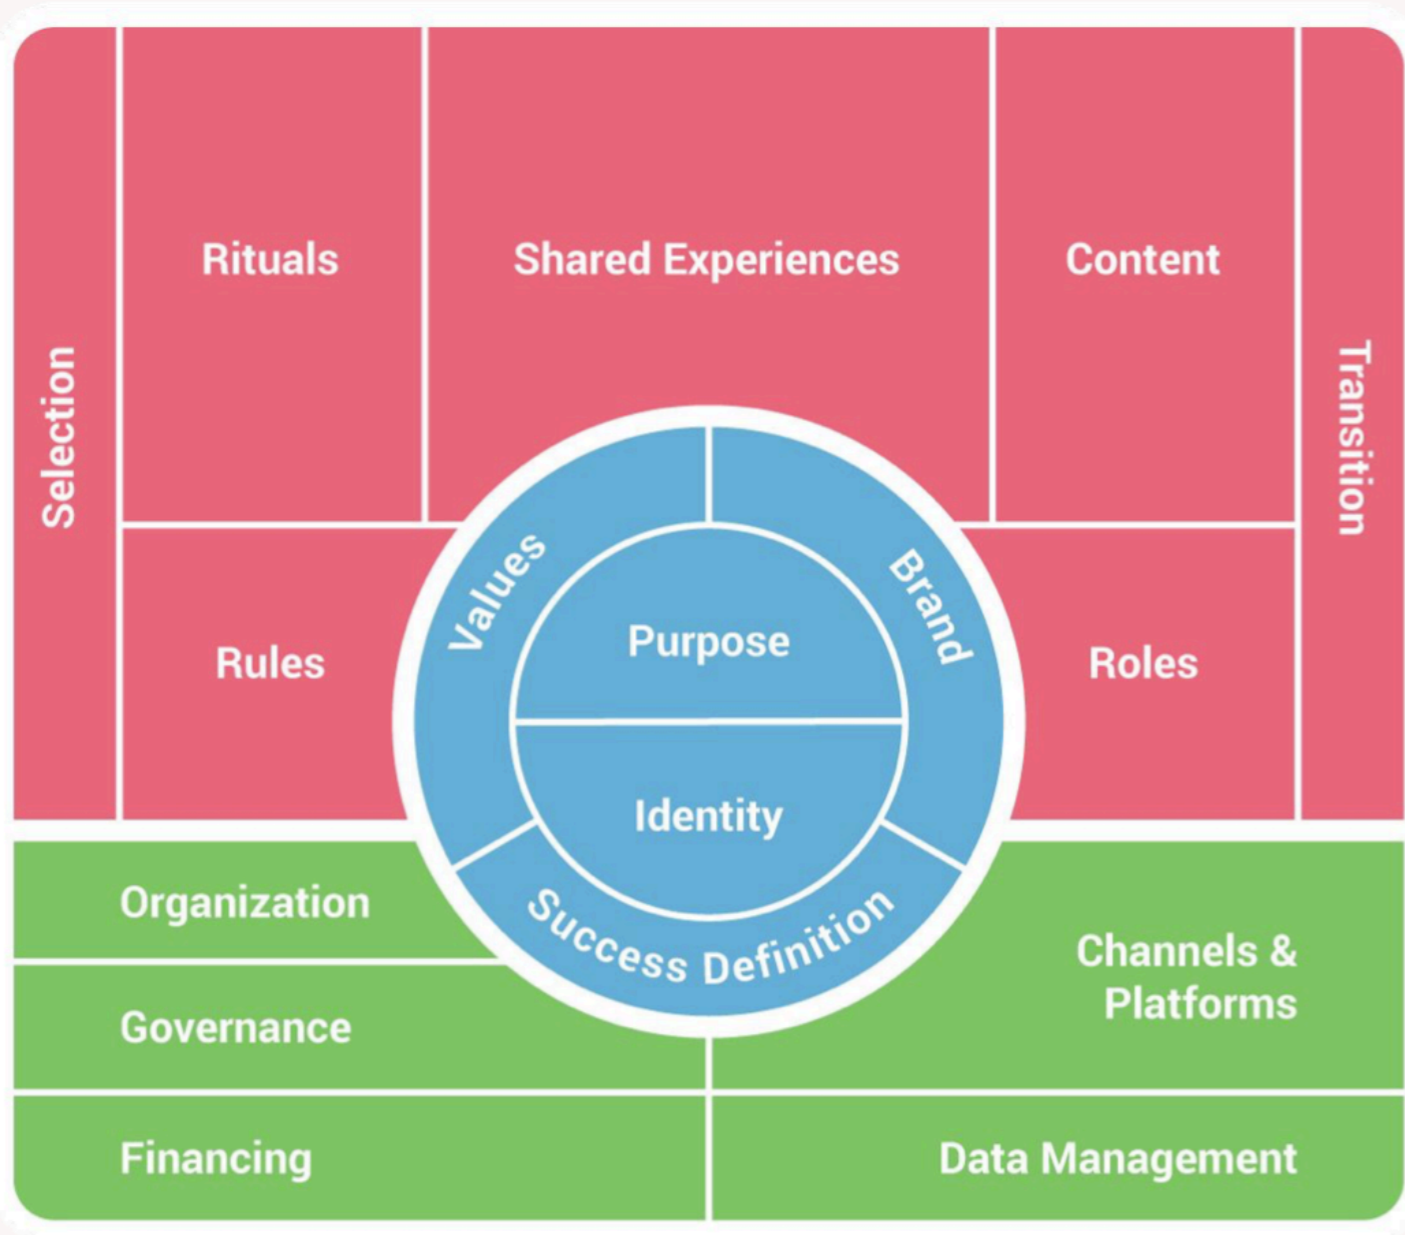 Selection
Rituals
Shared Experiences
Content
Transition
Rules
Values
Purpose
Brand
Roles
Identity
Success Definition
Organization
Governance
Financing
Channels &
Platforms
Data Management